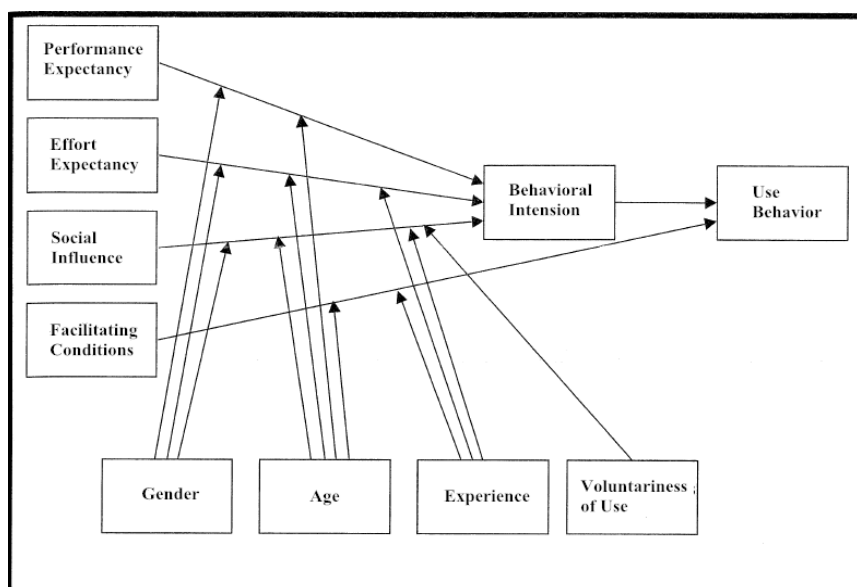 Performance
Expectancy
Effort
Expectancy
Social
Influence
Facilitating
Conditions
Behavioral
Intension
Use
Behavior
Gender
Age
Experience
Voluntariness
of Use